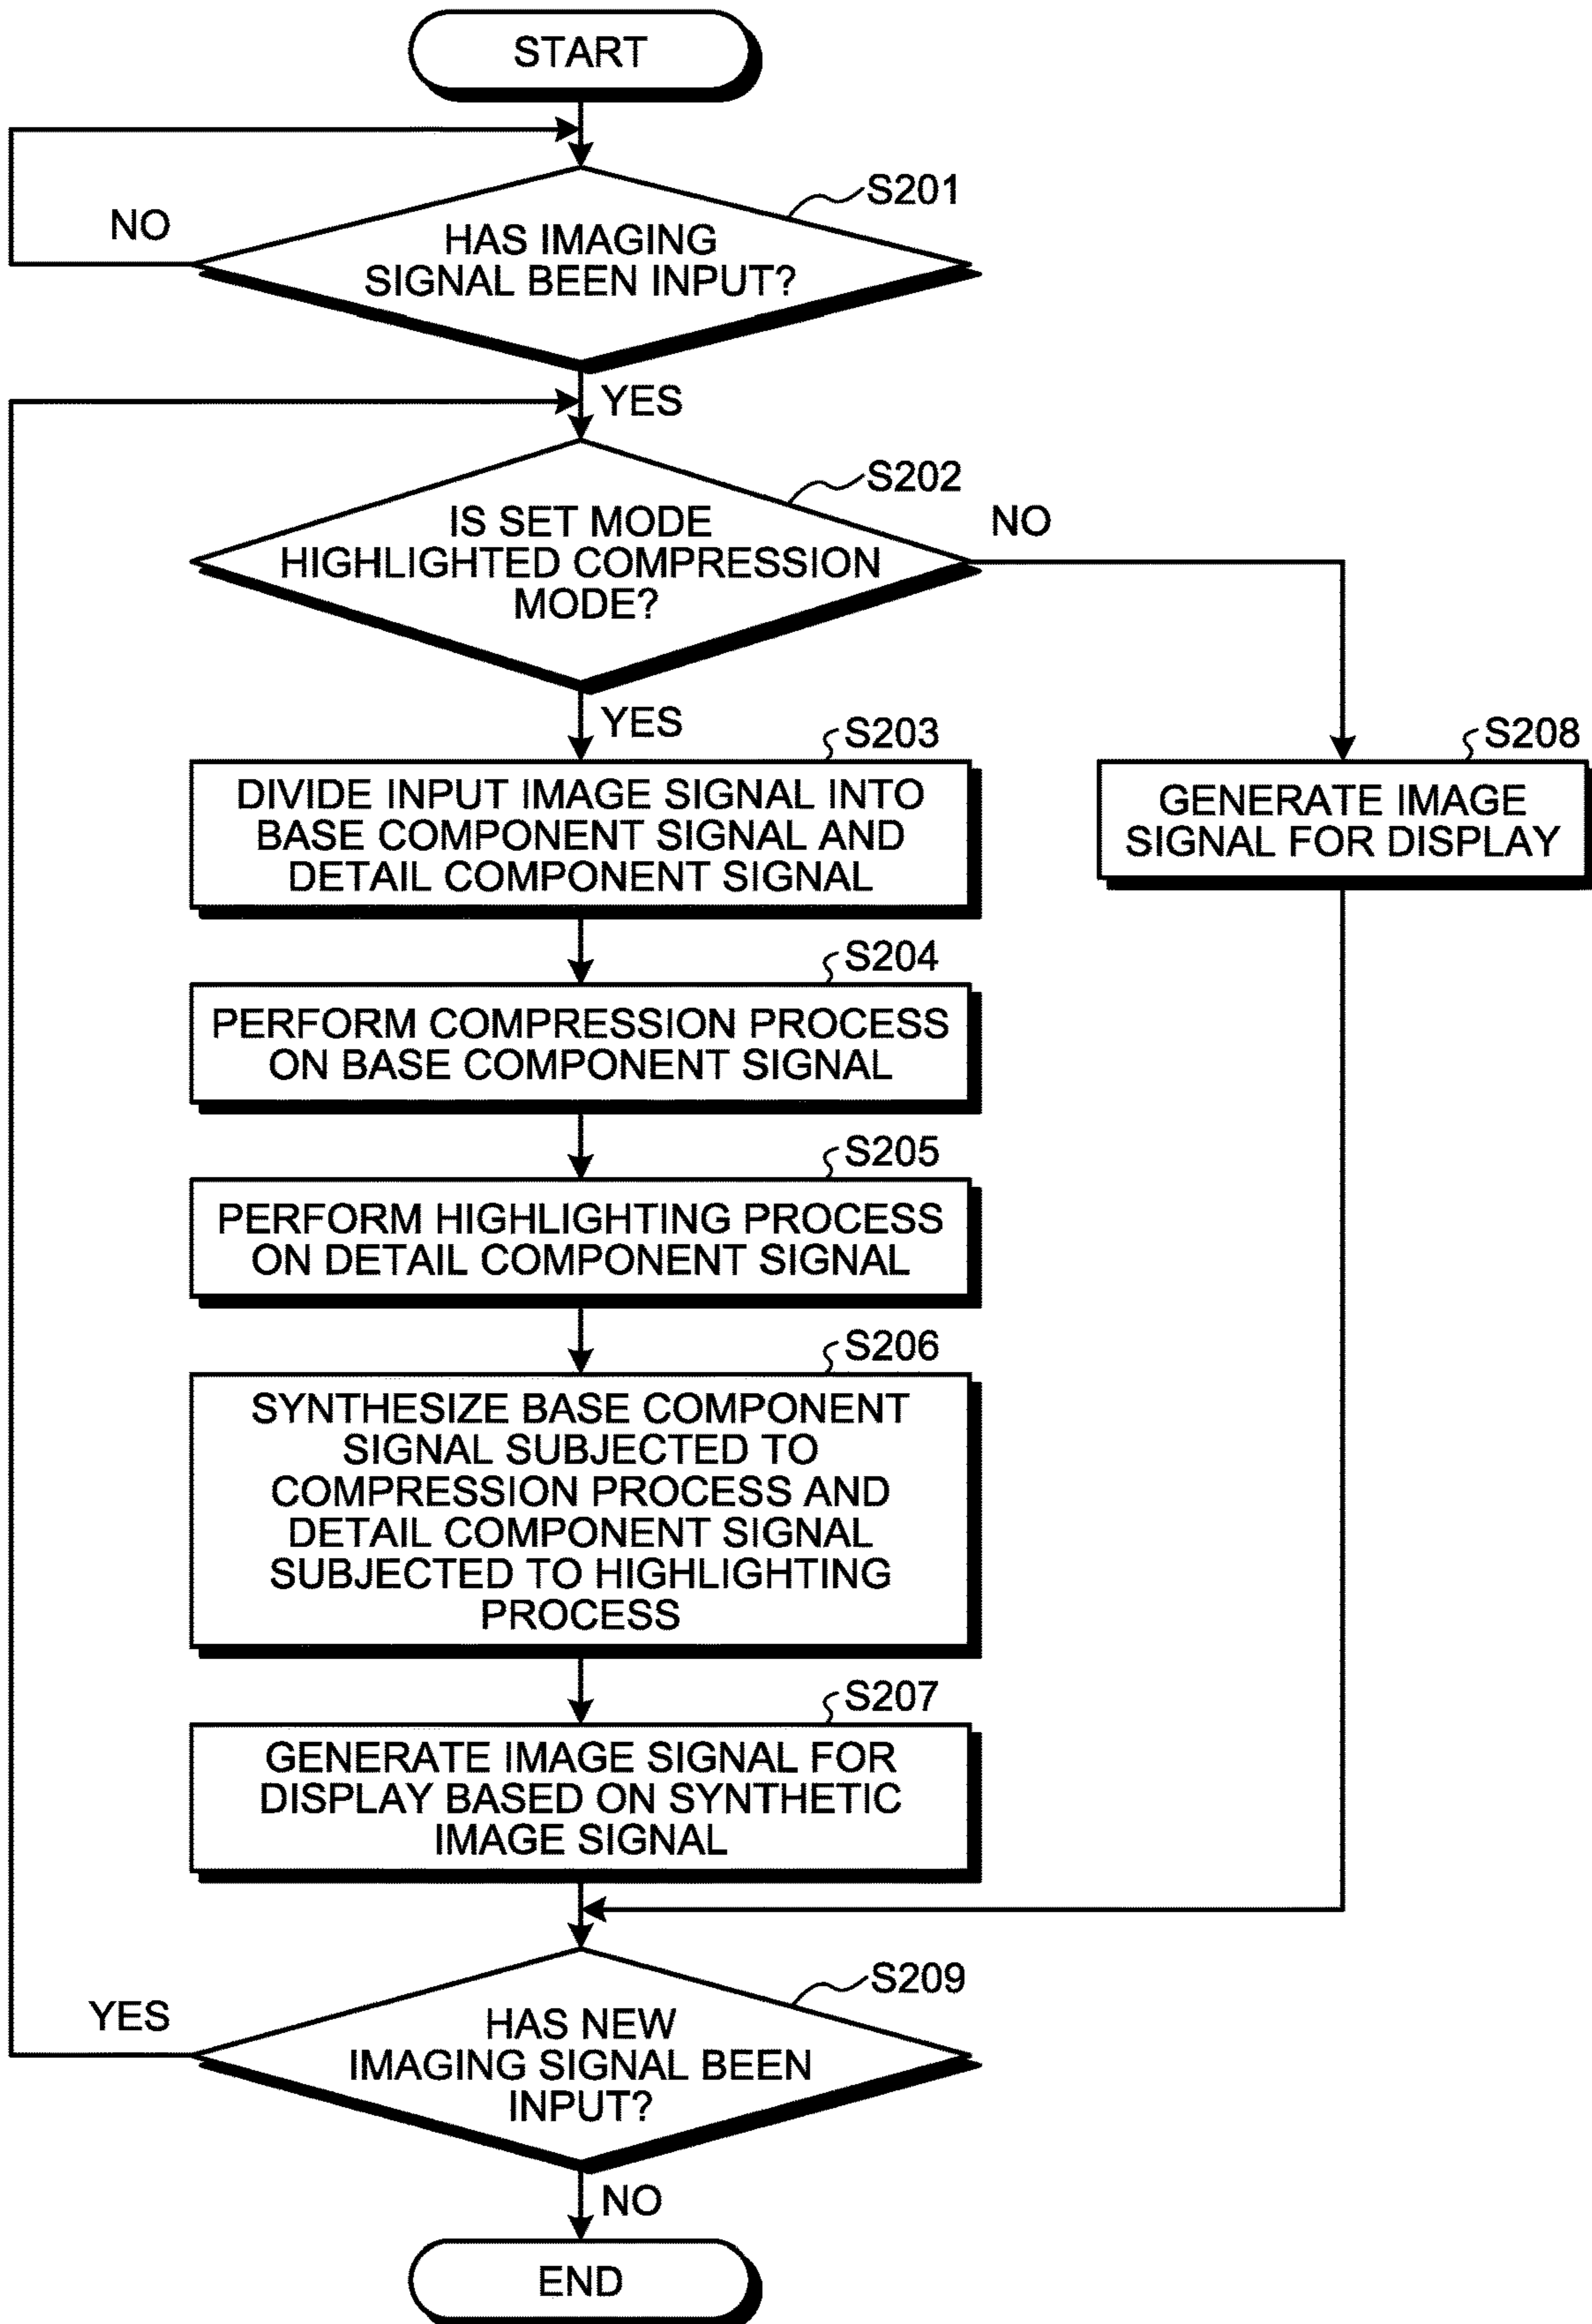 START
S201
NO
HAS IMAGING
SIGNAL BEEN INPUT?
YES
S202
IS SET MODE
HIGHLIGHTED COMPRESSION
MODE?
NO
YES
S203
DIVIDE INPUT IMAGE SIGNAL INTO
BASE COMPONENT SIGNAL AND
DETAIL COMPONENT SIGNAL
S208
GENERATE IMAGE
SIGNAL FOR DISPLAY
S204
PERFORM COMPRESSION PROCESS
ON BASE COMPONENT SIGNAL
S205
PERFORM HIGHLIGHTING PROCESS
ON DETAIL COMPONENT SIGNAL
S206
SYNTHESIZE BASE COMPONENT
SIGNAL SUBJECTED TO
COMPRESSION PROCESS AND
DETAIL COMPONENT SIGNAL
SUBJECTED TO HIGHLIGHTING
PROCESS
S207
GENERATE IMAGE SIGNAL FOR
DISPLAY BASED ON SYNTHETIC
IMAGE SIGNAL
S209
YES
HAS NEW
IMAGING SIGNAL BEEN
INPUT?
NO
END